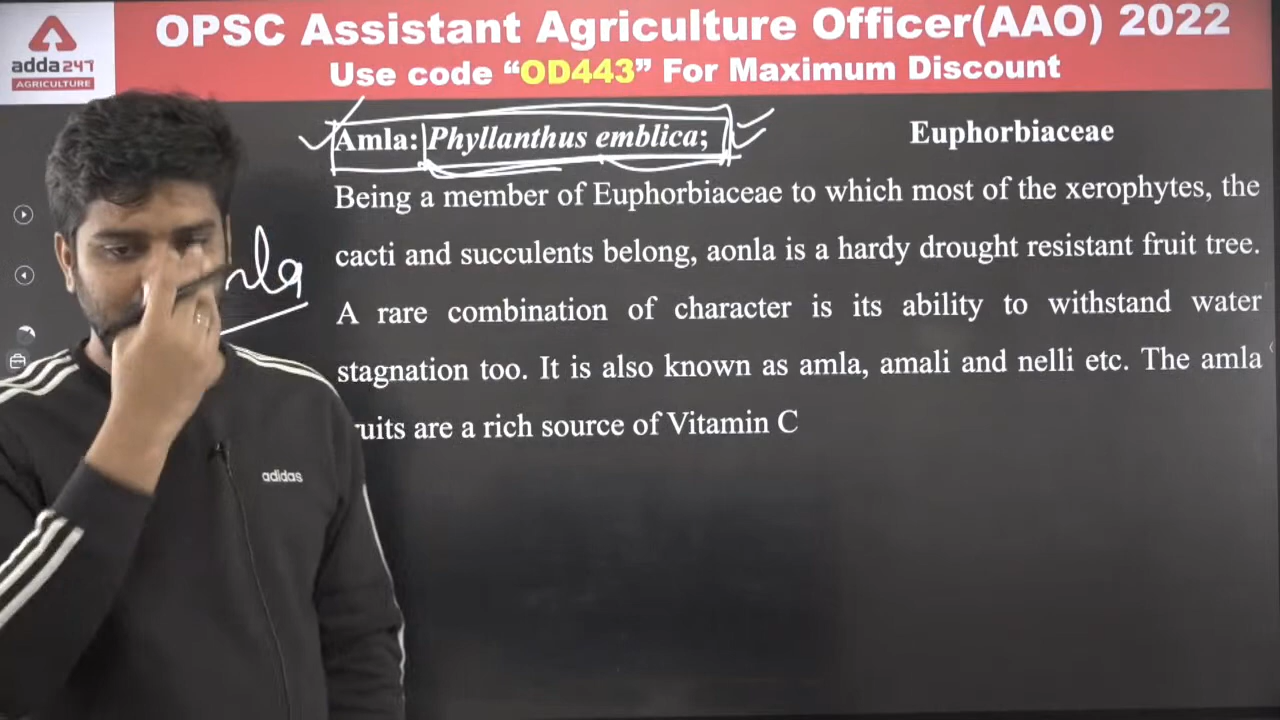 OPSC Assistant Agriculture Officer(AAO) 2022
adda247
AGRICULTURE
Use code “OD443” For Maximum Discount
Amla: Phyllanthus emblica; Euphorbiaceae
Being a member of Euphorbiaceae to which most of the xerophytes, the
cacti and succulents belong, aonla is a hardy drought resistant fruit tree.
A rare combination of character is its ability to withstand water
stagnation too. It is also known as amla, amali and nelli etc. The amla
ruits are a rich source of Vitamin C
adidas